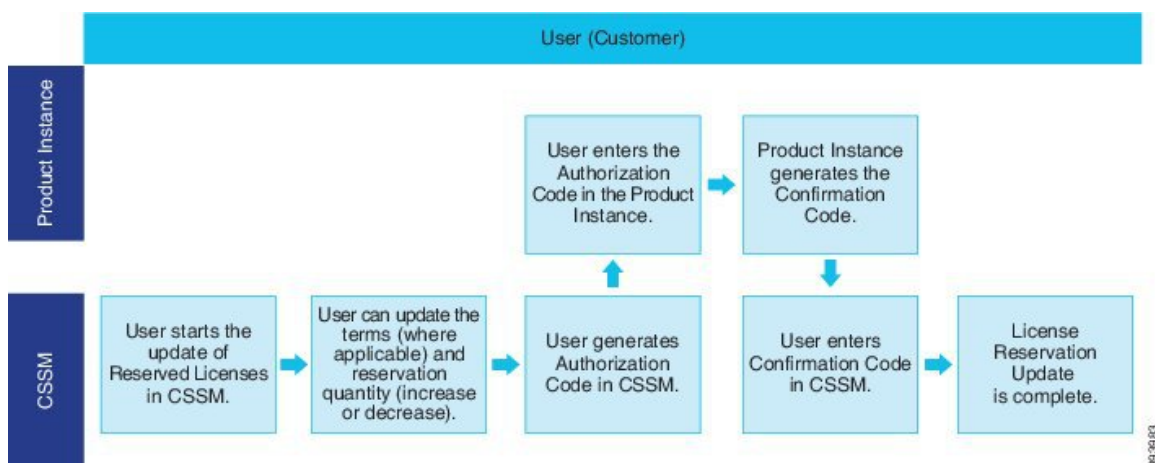 User (Customer)
Product Instance
User enters the
Authorization
Code in the Product
Instance.
Product Instance
generates the
Confirmation
Code.
CSSM
User starts the
update of
Reserved Licenses
in CSSM.
User can update the
terms (where
applicable) and
reservation
quantity (increase
or decrease).
User generates
Authorization
Code in CSSM.
User enters
Confirmation Code
in CSSM.
License
Reservation
Update
is complete.